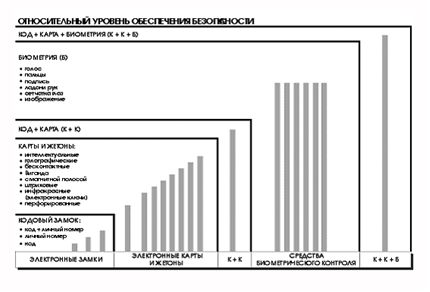 ОТНОСИТЕЛЬНЫЙ УРОВЕНЬ ОБЕСПЕЧЕНИЯ БЕЗОПАСНОСТИ
КОД + КАРТА + БИОМЕТРИЯ (К + К + Б)
БИОМЕТРИЯ (Б)
• голос
• пальцы
• подпись
• ладони рук
• сетчатка глаз
• изображение
КОД + КАРТА (К + К)
КАРТЫ И ЖЕТОНЫ:
• интеллектуальные
• голографические
• бесконтактные
• Виганда
• с магнитной полосой
• штриховые
• инфракрасные
(электронные ключи)
• перфорированные
КОДОВЫЙ ЗАМОК:
• код + личный номер
• личный номер
• код
ЭЛЕКТРОННЫЕ ЗАМКИ
ЭЛЕКТРОННЫЕ КАРТЫ
И ЖЕТОНЫ
К + К
СРЕДСТВА
БИОМЕТРИЧЕСКОГО КОНТРОЛЯ
К + К + Б